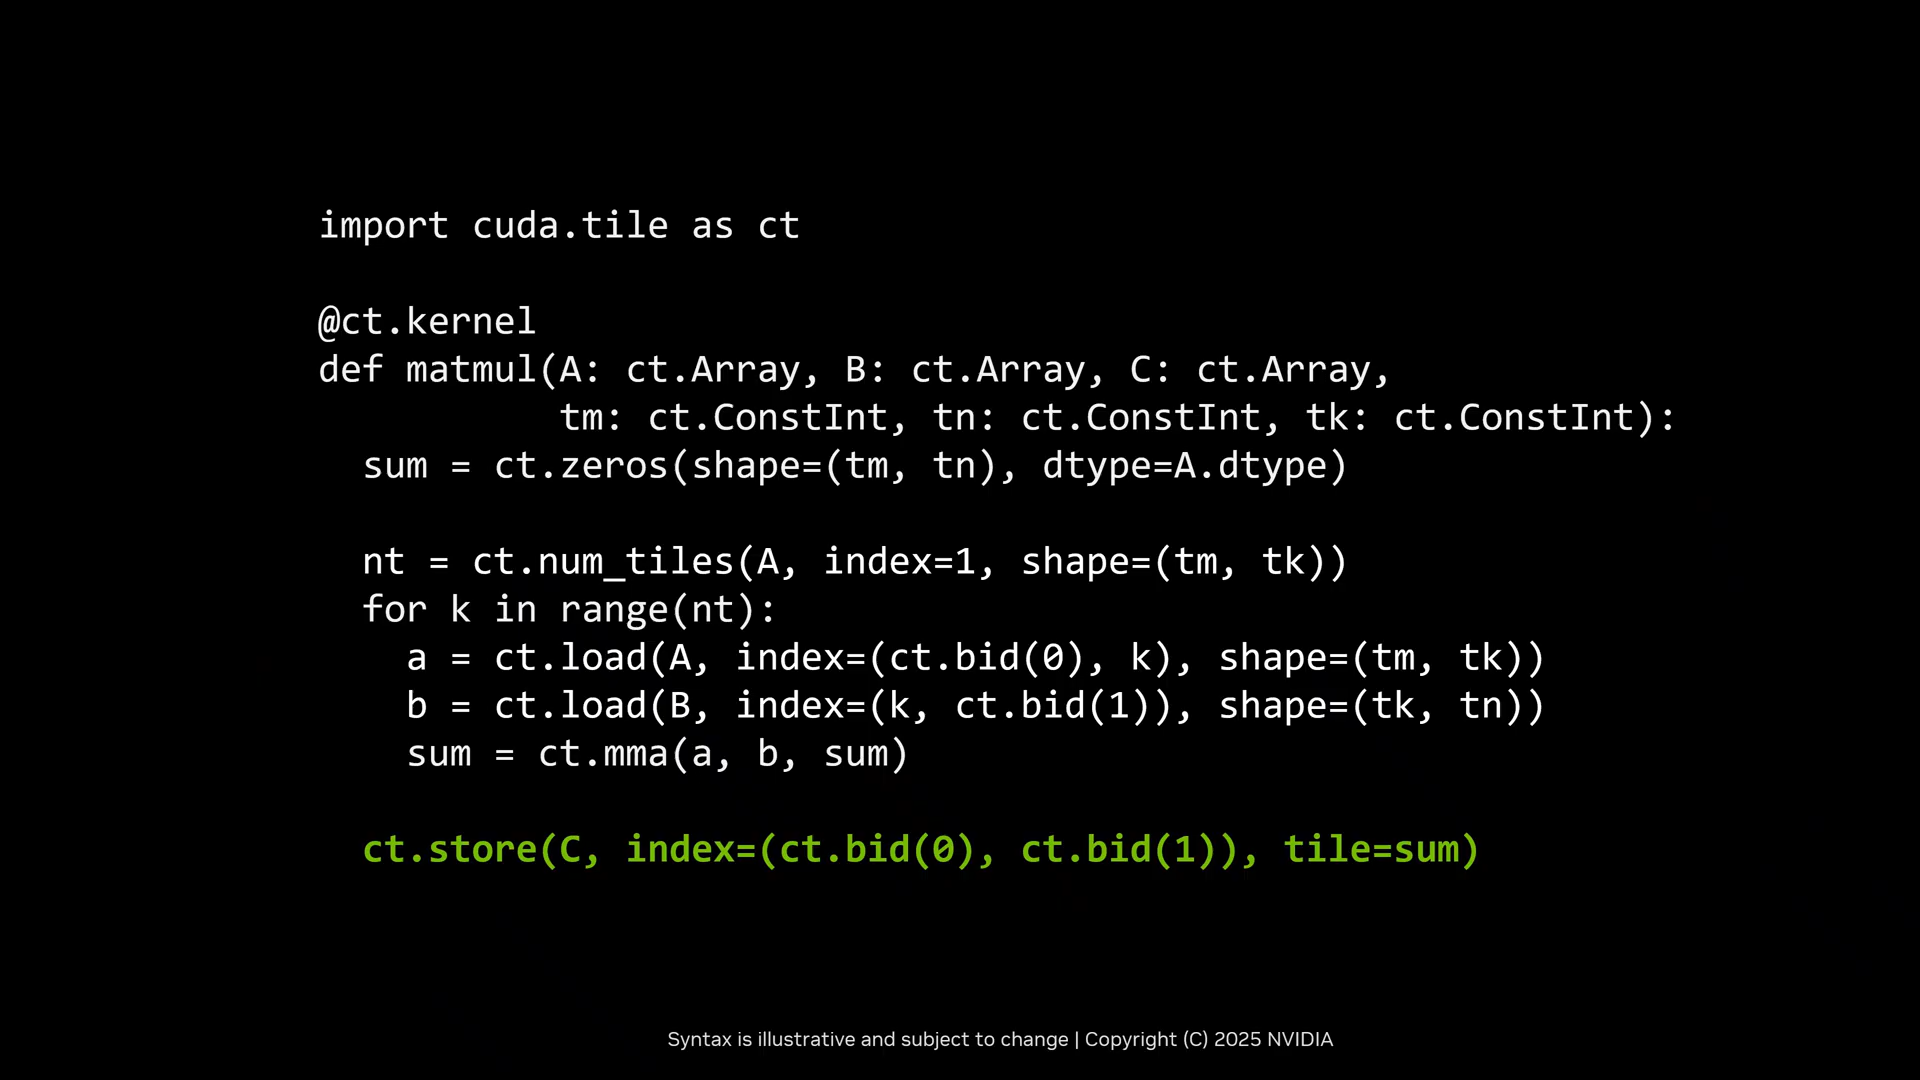 import cuda.tile as ct
@ct.kernel
def matmul(A: ct.Array, B: ct.Array, C: ct.Array,
           tm: ct.ConstInt, tn: ct.ConstInt, tk: ct.ConstInt):
  sum = ct.zeros(shape=(tm, tn), dtype=A.dtype)
  nt = ct.num_tiles(A, index=1, shape=(tm, tk))
  for k in range(nt):
    a = ct.load(A, index=(ct.bid(0), k), shape=(tm, tk))
    b = ct.load(B, index=(k, ct.bid(1)), shape=(tk, tn))
    sum = ct.mma(a, b, sum)
  ct.store(C, index=(ct.bid(0), ct.bid(1)), tile=sum)
Syntax is illustrative and subject to change | Copyright (C) 2025 NVIDIA